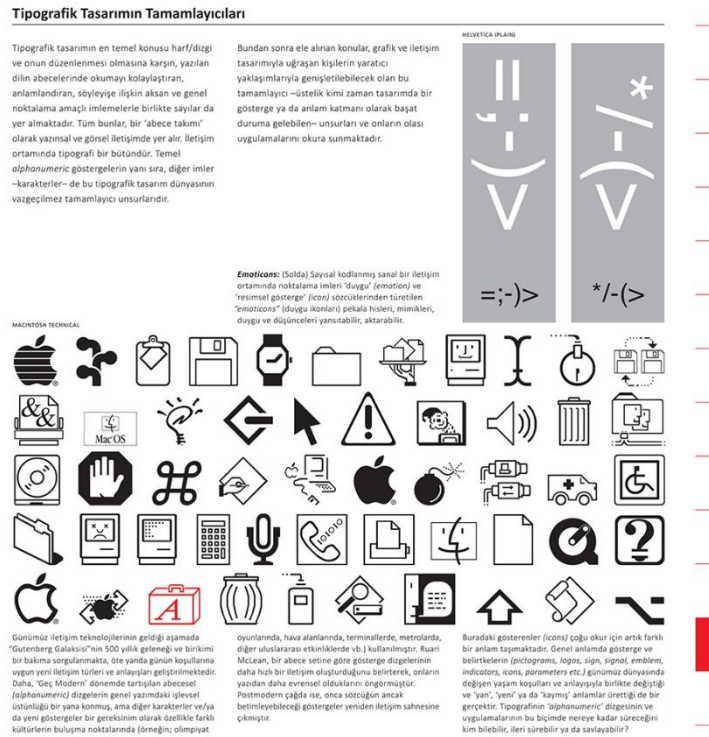 Tipografik Tasarımın Tamamlayıcıları
Tipografik tasarımın en temel konusu harf/dizgi
ve onun düzenlenmesi olmasına karşın, yazılan
dilin abecelerinde okumayı kolaylaştıran,
anlamlandıran, söyleyişe ilişkin aksan ve genel
noktalama amaçlı imlemelerle birlikte sayılar da
yer almaktadır. Tüm bunlar, bir ‘abece takımı’
olarak yazınsal ve görsel iletişimde yer alır. İletişim
ortamında tipografi bir bütündür. Temel
alphanumeric göstergelerin yanı sıra, diğer imler
–karakterler– de bu tipografik tasarım dünyasının
vazgeçilmez tamamlayıcı unsurlarıdır.
Bundan sonra ele alınan konular, grafik ve iletişim
tasarımıyla uğraşan kişilerin yaratıcı
yaklaşımlarıyla genişletilebilecek olan bu
tamamlayıcı –üstelik kimi zaman tasarımda bir
gösterge ya da anlam katmanı olarak başat
duruma gelebilen– unsurları ve onların olası
uygulamalarını okura sunmaktadır.
HELVETICA (PLAIN)
=;-)>
*/-(>
=;-)>
*/-(>
Emoticons: (Solda) Sayısal kodlanmış sanal bir iletişim
ortamında noktalama imleri ‘duygu’ (emotion) ve
‘resimsel gösterge’ (icon) sözcüklerinden türetilen
“emoticons” (duygu ikonları) pekala hisleri, mimikleri,
duygu ve düşünceleri yansıtabilir, aktarabilir.
MACINTOSH TECHNICAL
&&
Mac OS
?
A
Günümüz iletişim teknolojilerinin geldiği aşamada
“Gutenberg Galaksisi”nin 500 yıllık geleneği ve birikimi
bir bakıma sorgulanmakta, öte yanda günün koşullarına
uygun yeni iletişim türleri ve anlayışları geliştirilmektedir.
Daha, ‘Geç Modern’ dönemde tartışılan abecesel
(alphanumeric) dizgelerin genel yazımdaki işlevsel
üstünlüğü bir yana konmuş, ama diğer karakterler ve/ya
da yeni göstergeler bir gereksinim olarak özellikle farklı
kültürlerin buluşma noktalarında (örneğin; olimpiyat
oyunlarında, hava alanlarında, terminallerde, metrolarda,
diğer uluslararası etkinliklerde vb.) kullanılmıştır. Ruari
McLean, bir abece setine göre gösterge dizgelerinin
daha hızlı bir iletişim oluşturduğunu belirterek, onların
yazıdan daha evrensel olduklarını öngörmüştür.
Postmodern çağda ise, onca sözcüğün ancak
betimleyebileceği göstergeler yeniden iletişim sahnesine
çıkmıştır.
Buradaki gösterenler (icons) çoğu okur için artık farklı
bir anlam taşımaktadır. Genel anlamda gösterge ve
belirtkelerin (pictograms, logos, sign, signal, emblem,
indicators, icons, parameters etc.) günümüz dünyasında
değişen yaşam koşulları ve anlayışıyla birlikte değiştiği
ve ‘yan’, ‘yeni’ ya da ‘kaymış’ anlamlar ürettiği de bir
gerçektir. Tipografinin ‘alphanumeric’ dizgesinin ve
uygulamalarının bu biçimde nereye kadar süreceğini
kim bilebilir, ileri sürebilir ya da savlayabilir?